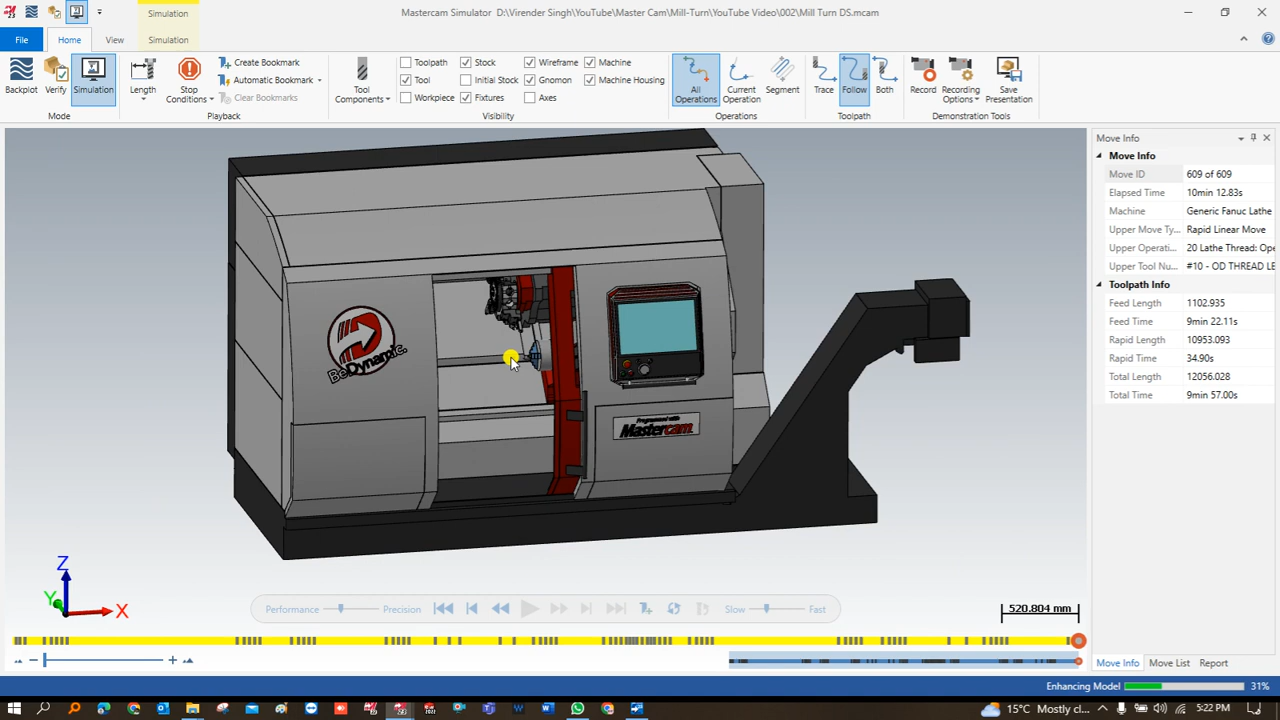 Mastercam Simulator D:\Virender Singh\YouTube\Master Cam\Mill-Turn\YouTube Video\002\Mill Turn DS.mcam
Simulation
File
Home
View
Simulation
Backplot
Verify
Simulation
Mode
Length
Stop
Conditions
Create Bookmark
Automatic Bookmark
Clear Bookmarks
Playback
Tool
Components
Toolpath
Tool
Workpiece
Stock
Initial Stock
Fixtures
Wireframe
Gnomon
Axes
Machine
Machine Housing
Visibility
All
Operations
Current
Operation
Segment
Operations
Trace
Follow
Both
Toolpath
Record
Recording
Options
Save
Presentation
Demonstration Tools
BeDynamic.
Programmed with
Mastercam
Z
Y
X
Performance
Precision
Slow
Fast
520.804 mm
Move Info
Move Info
Move ID 609 of 609
Elapsed Time 10min 12.83s
Machine Generic Fanuc Lathe
Upper Move Ty... Rapid Linear Move
Upper Operati... 20 Lathe Thread: Ope
Upper Tool Nu... #10 - OD THREAD LE
Toolpath Info
Feed Length 1102.935
Feed Time 9min 22.11s
Rapid Length 10953.093
Rapid Time 34.90s
Total Length 12056.028
Total Time 9min 57.00s
Move Info
Move List
Report
Enhancing Model 31%
15°C Mostly cl...
5:22 PM